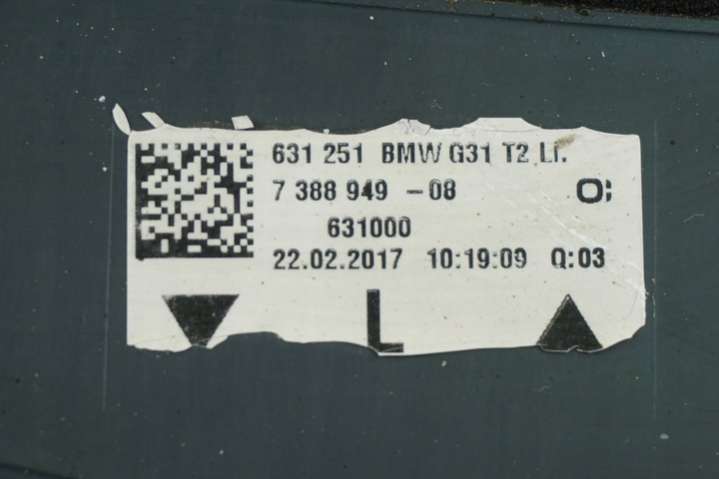 631 251 BMW G31 T2 LI.
7 388 949 -08 O;
631000
22.02.2017 10:19:09 Q:03
L